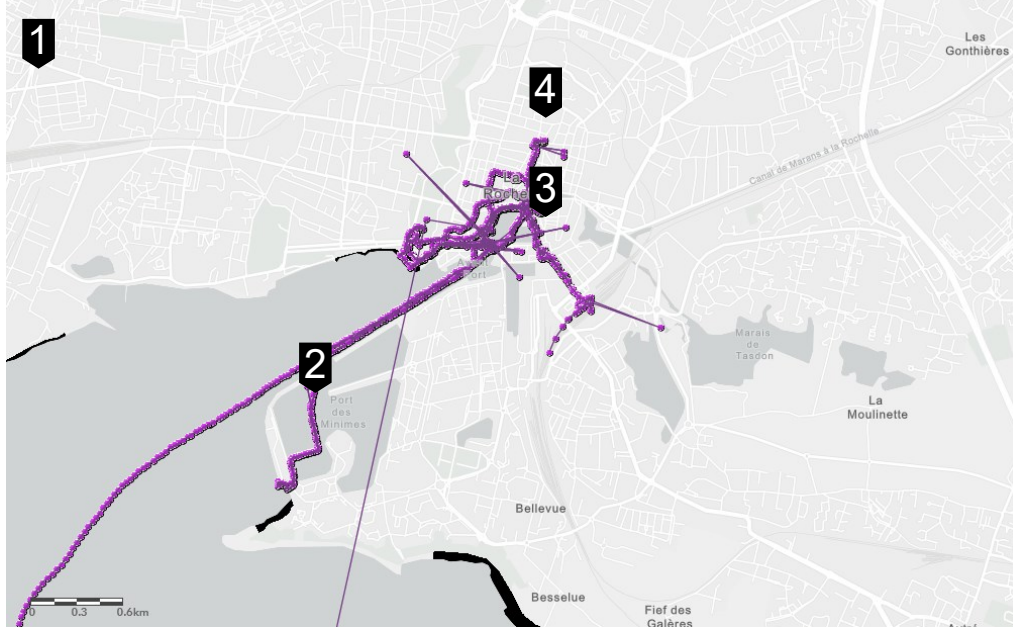 1
Les
Gonthières
4
Canal de Marans à la Rochelle
La
Roche
3
Marais
de
Tasdon
2
Port
des
Minimes
La
Moulinette
Bellevue
Besselue
Fief des
Galères
0 0.3 0.6km